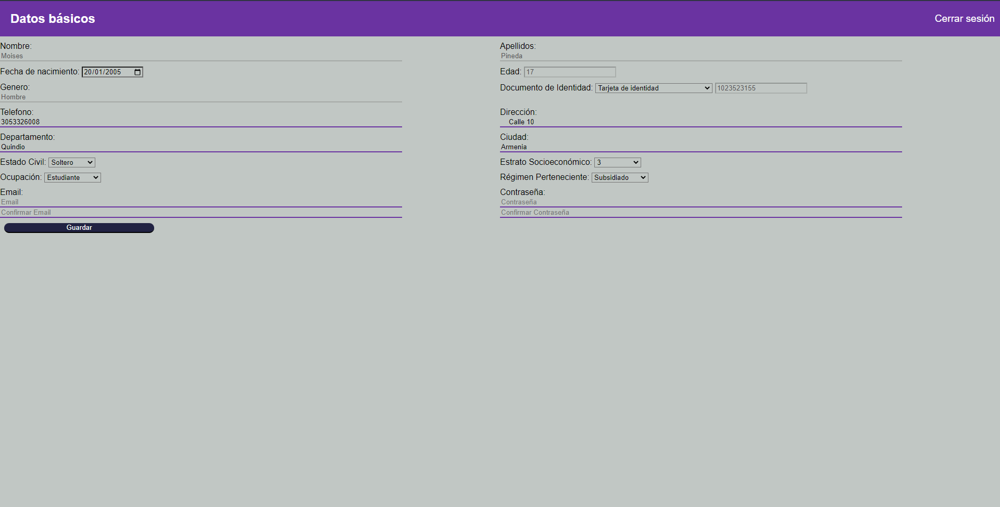 Datos básicos
Cerrar sesión
Nombre:
Moises
Apellidos:
Pineda
Fecha de nacimiento: 20/01/2005
Edad: 17
Genero:
Hombre
Documento de Identidad: Tarjeta de identidad 1023523155
Telefono:
3053326008
Dirección:
Calle 10
Departamento:
Quindio
Ciudad:
Armenia
Estado Civil: Soltero
Estrato Socioeconómico: 3
Ocupación: Estudiante
Régimen Perteneciente: Subsidiado
Email:
Email
Confirmar Email
Contraseña:
Contraseña
Confirmar Contraseña
Guardar